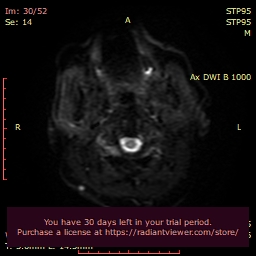 Im: 30/52
Se: 14
STP95
STP95
M
A
Ax DWI B 1000
R
L
You have 30 days left in your trial period.
Purchase a license at https://radiantviewer.com/store/